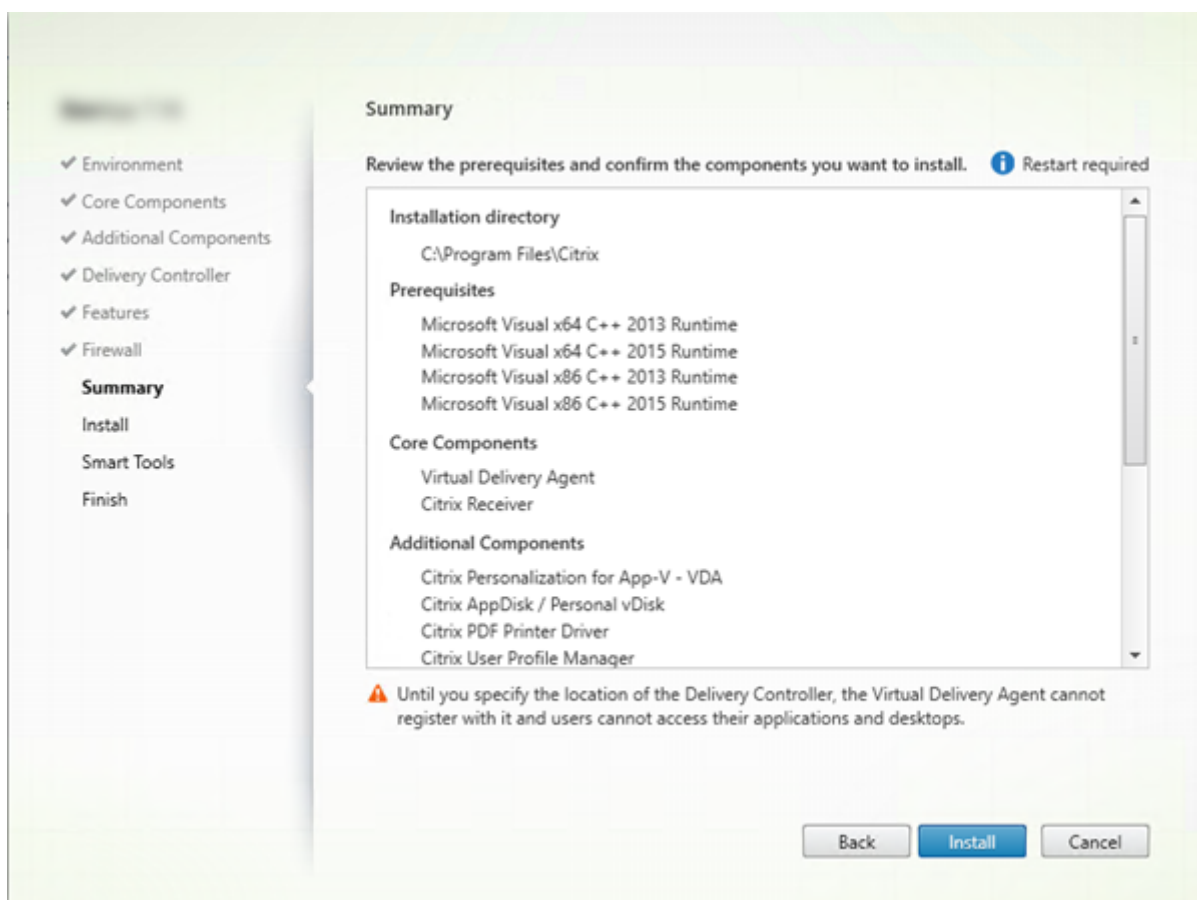 Summary
Environment
Core Components
Additional Components
Delivery Controller
Features
Firewall
Summary
Install
Smart Tools
Finish
Review the prerequisites and confirm the components you want to install.
Restart required
Installation directory
C:\Program Files\Citrix
Prerequisites
Microsoft Visual x64 C++ 2013 Runtime
Microsoft Visual x64 C++ 2015 Runtime
Microsoft Visual x86 C++ 2013 Runtime
Microsoft Visual x86 C++ 2015 Runtime
Core Components
Virtual Delivery Agent
Citrix Receiver
Additional Components
Citrix Personalization for App-V - VDA
Citrix AppDisk / Personal vDisk
Citrix PDF Printer Driver
Citrix User Profile Manager
Until you specify the location of the Delivery Controller, the Virtual Delivery Agent cannot
register with it and users cannot access their applications and desktops.
Back
Install
Cancel